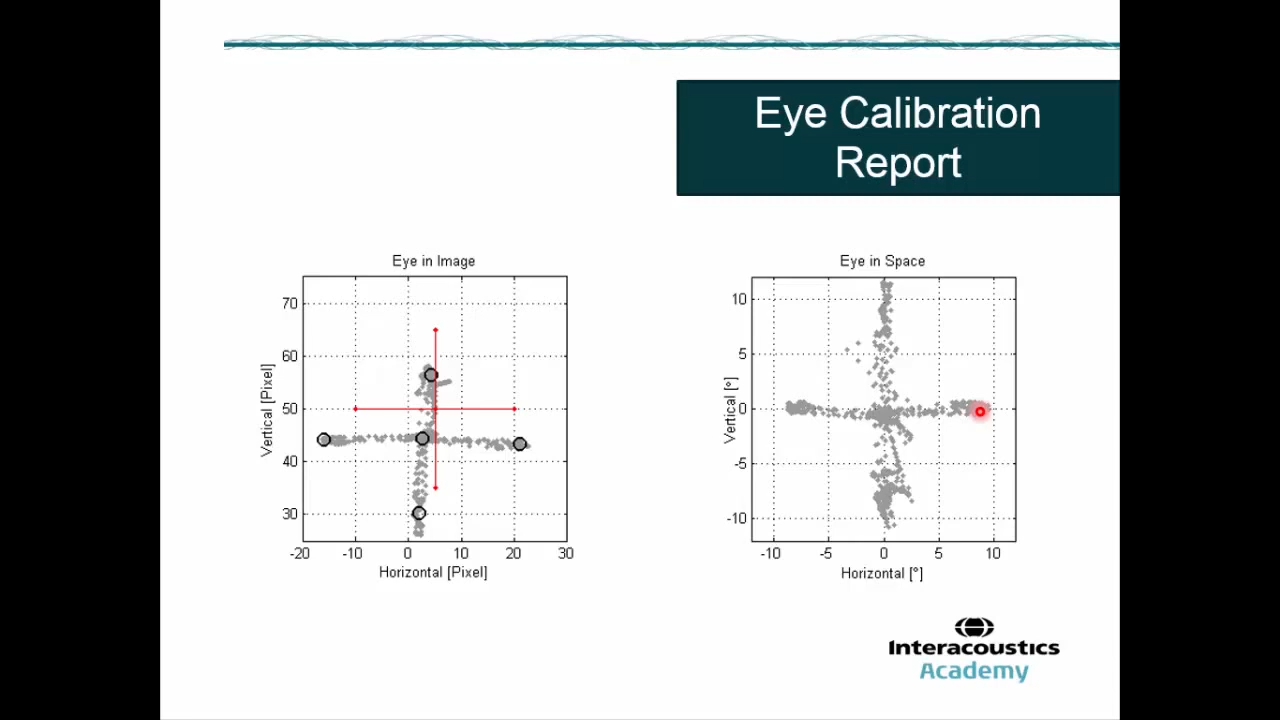 Eye Calibration
Report
Eye in Image
70
60
50
40
30
-20 -10 0 10 20 30
Vertical [Pixel]
Horizontal [Pixel]
Eye in Space
10
5
0
-5
-10
-10 -5 0 5 10
Vertical [°]
Horizontal [°]
Interacoustics
Academy